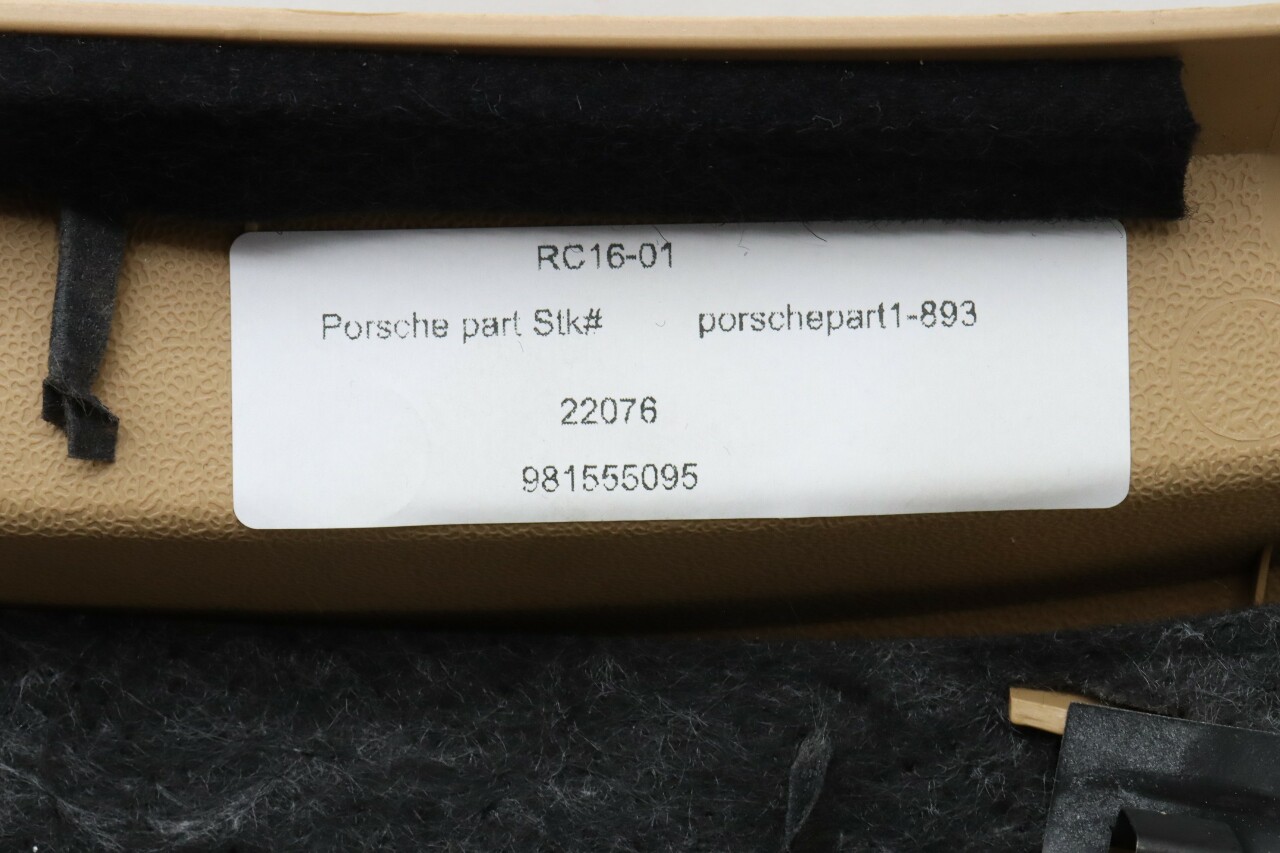 RC16-01
Porsche part Stk# porschepart1-893
22076
981555095